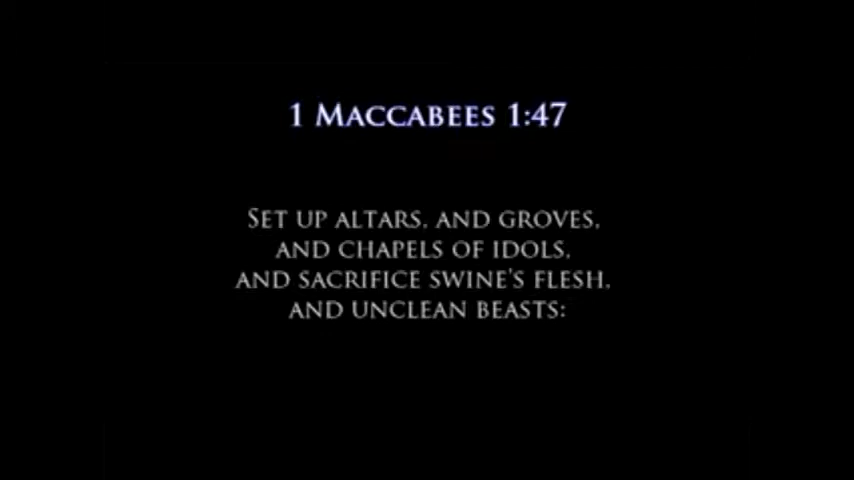 1 Maccabees 1:47
Set up altars, and groves,
and chapels of idols,
and sacrifice swine's flesh,
and unclean beasts: